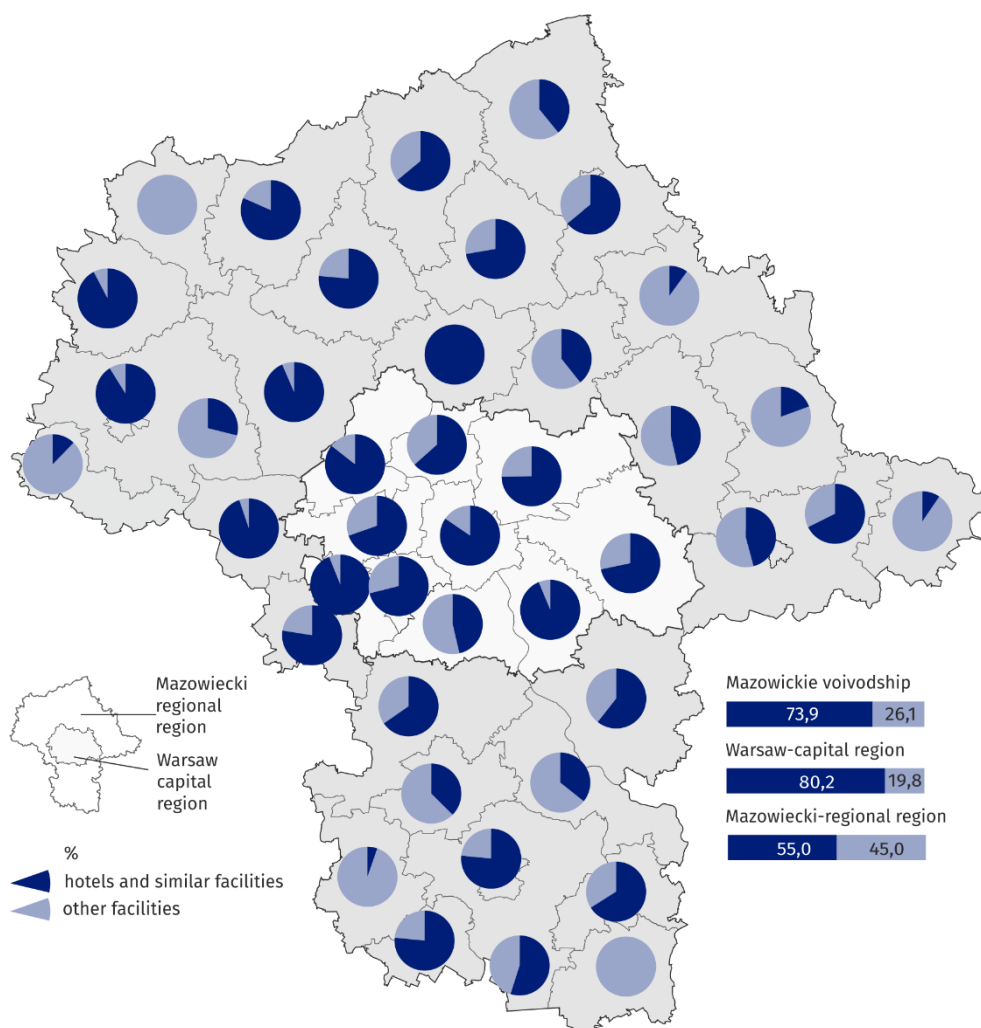 Mazowiecki
regional
region
Warsaw
capital
region
%
hotels and similar facilities
other facilities
Mazowickie voivodship
73,9 26,1
Warsaw-capital region
80,2 19,8
Mazowiecki-regional region
55,0 45,0